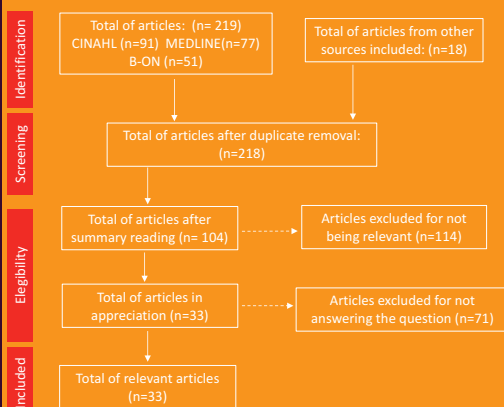 Identification
Total of articles: (n= 219)
CINAHL (n=91) MEDLINE(n=77)
B-ON (n=51)
Total of articles from other
sources included: (n=18)
Screening
Total of articles after duplicate removal:
(n=218)
Elegibility
Total of articles after
summary reading (n= 104)
Articles excluded for not
being relevant (n=114)
Total of articles in
appreciation (n=33)
Articles excluded for not
answering the question (n=71)
Included
Total of relevant articles
(n=33)